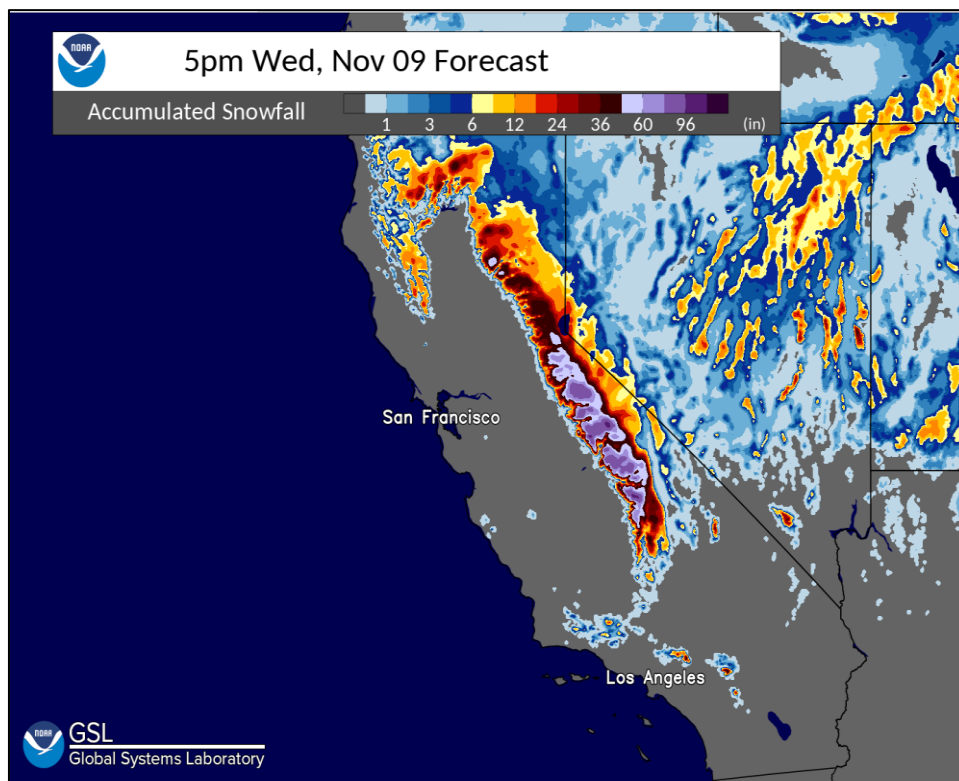 NOAA
5pm Wed, Nov 09 Forecast
Accumulated Snowfall
1 3 6 12 24 36 60 96 (in)
San Francisco
Los Angeles
NOAA
GSL
Global Systems Laboratory